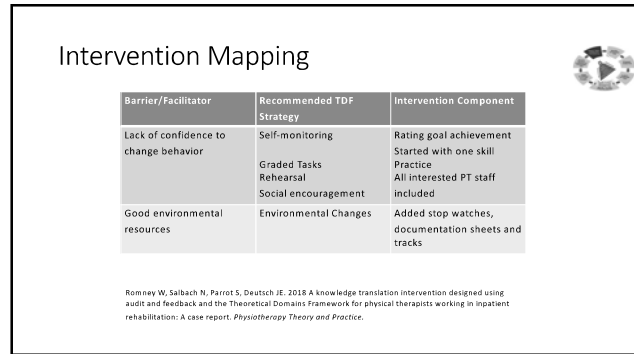 Intervention Mapping
Barrier/Facilitator
Recommended TDF
Strategy
Intervention Component
Lack of confidence to
change behavior
Self-monitoring
Graded Tasks
Rehearsal
Social encouragement
Rating goal achievement
Started with one skill
Practice
All interested PT staff
included
Good environmental
resources
Environmental Changes
Added stop watches,
documentation sheets and
tracks
Romney W, Salbach N, Parrot S, Deutsch JE. 2018 A knowledge translation intervention designed using
audit and feedback and the Theoretical Domains Framework for physical therapists working in inpatient
rehabilitation: A case report. Physiotherapy Theory and Practice.